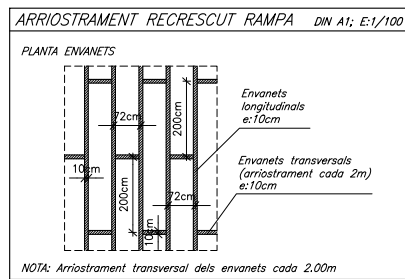 ARRIOSTRAMENT RECRESCUT RAMPA DIN A1; E:1/100
PLANTA ENVANETS
72cm
200cm
Envanets
longitudinals
e:10cm
10cm
200cm
72cm
10cm
Envanets transversals
(arriostrament cada 2m)
e:10cm
NOTA: Arriostrament transversal dels envanets cada 2.00m